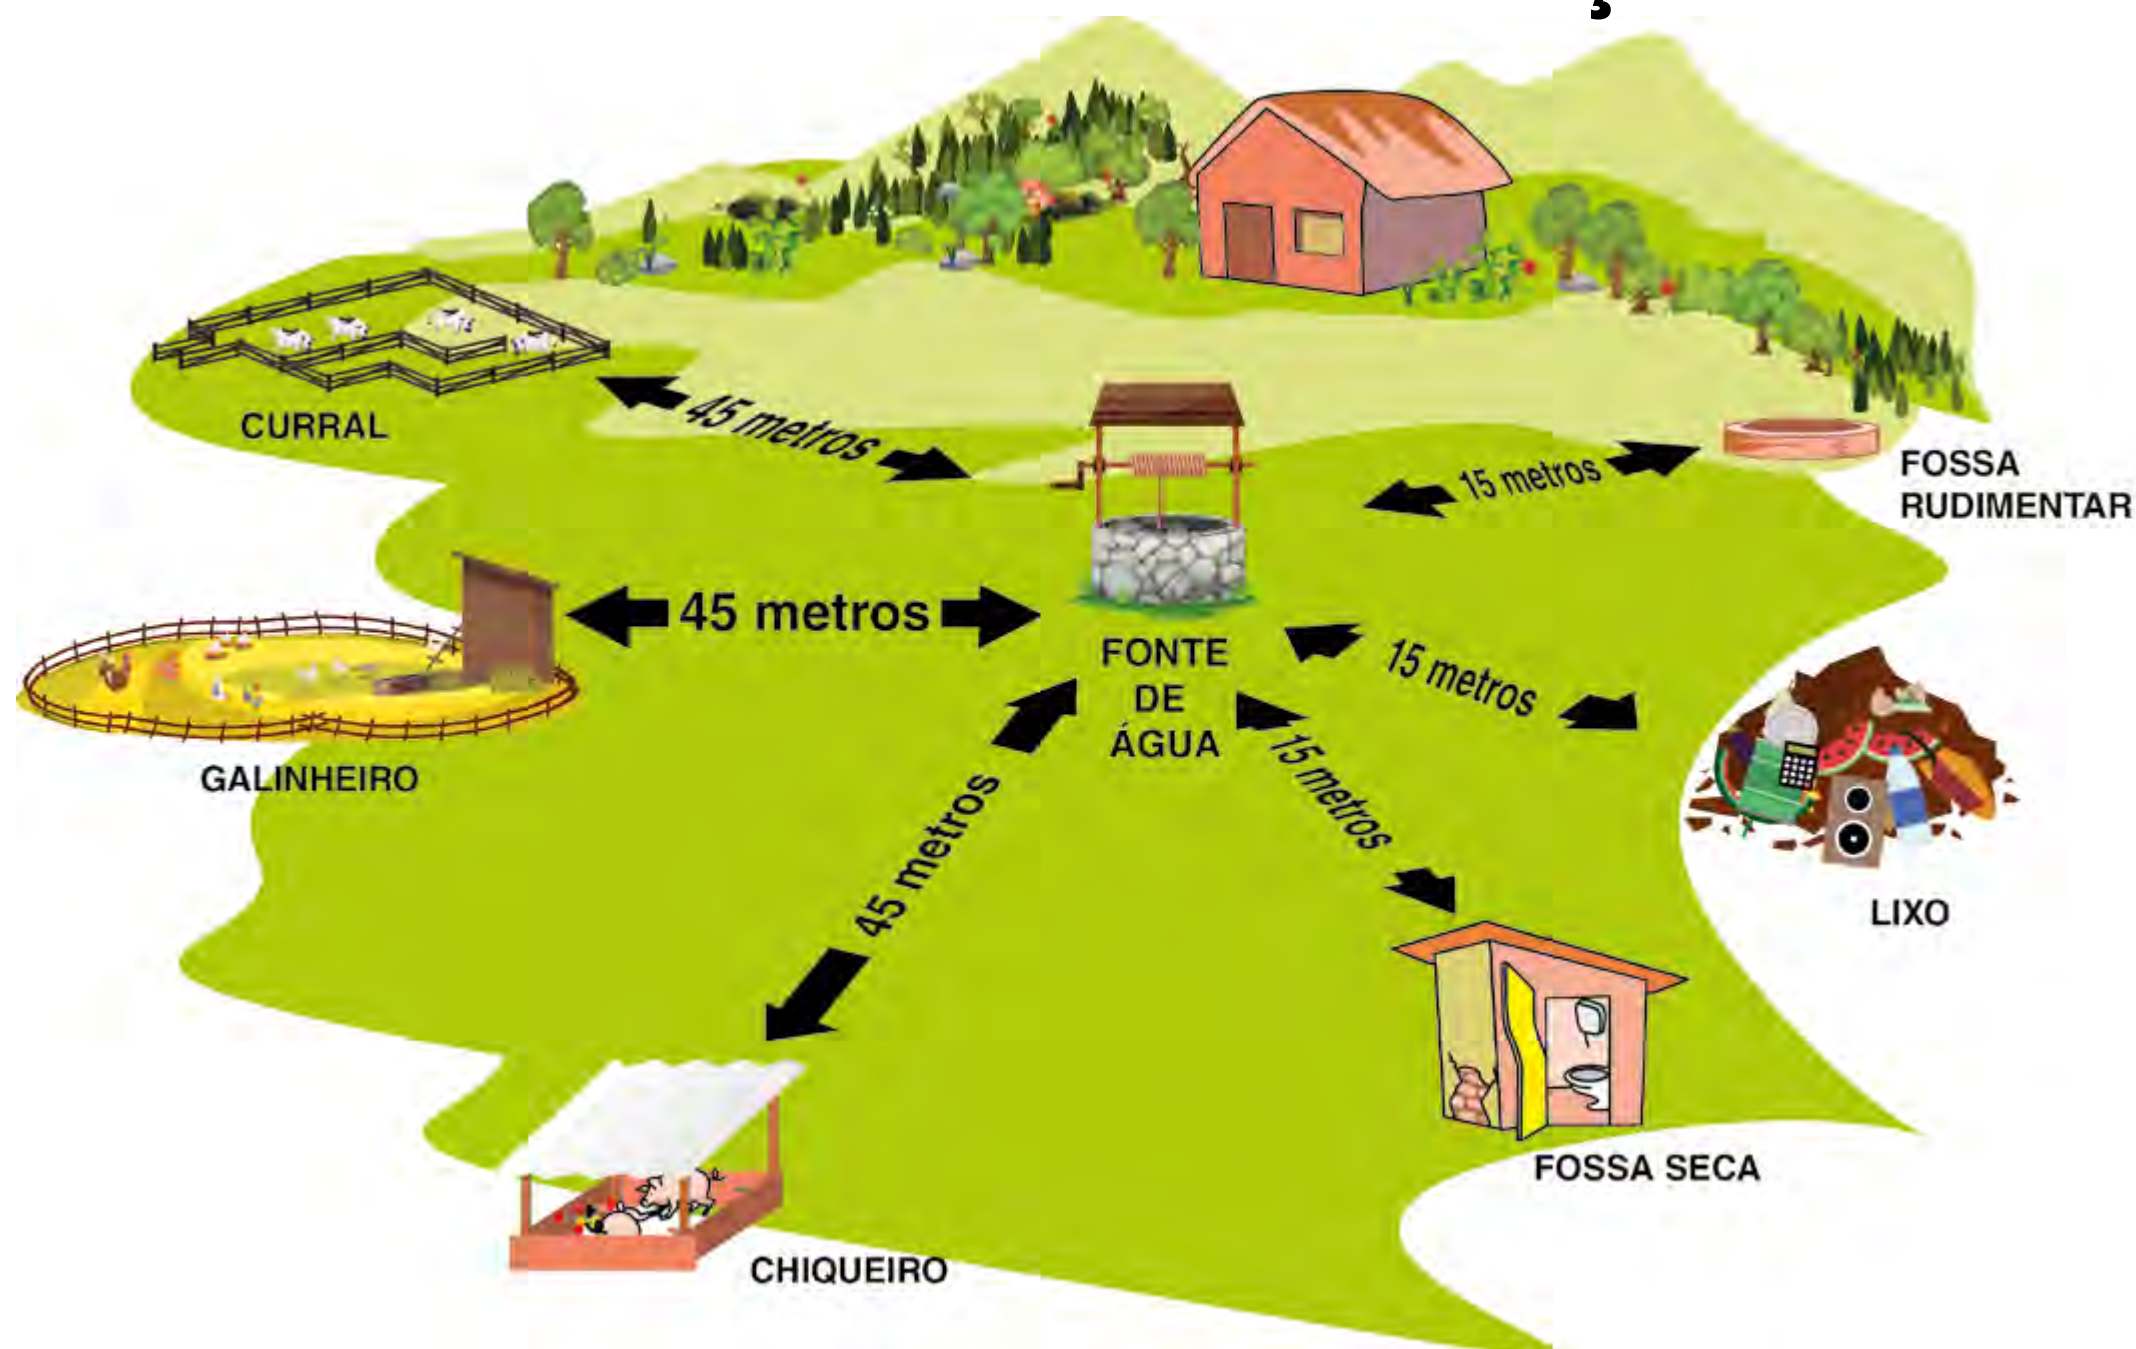 CURRAL
45 metros
15 metros
FOSSA
RUDIMENTAR
45 metros
GALINHEIRO
FONTE
DE
ÁGUA
15 metros
LIXO
45 metros
15 metros
FOSSA SECA
CHIQUEIRO